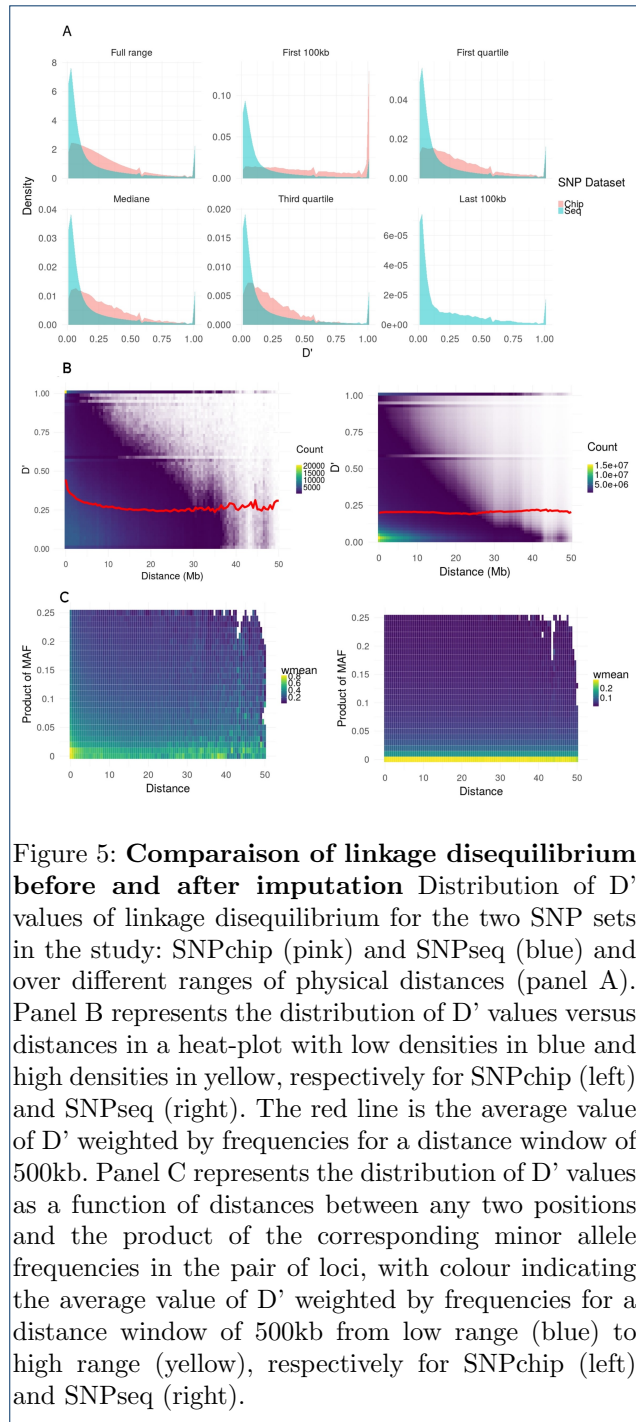 A
Full range
First 100kb
First quartile
8
6
4
2
0
0.10
0.05
0.00
0.04
0.02
0.00
Density
SNP Dataset
Chip
Seq
Mediane
Third quartile
Last 100kb
0.04
0.03
0.02
0.01
0.00
0.020
0.015
0.010
0.005
0.000
6e-05
4e-05
2e-05
0e+00
0.00 0.25 0.50 0.75 1.00
0.00 0.25 0.50 0.75 1.00
0.00 0.25 0.50 0.75 1.00
D'
B
1.00
0.75
0.50
0.25
0.00
D'
0 10 20 30 40 50
Distance (Mb)
Count
20000
15000
10000
5000
1.00
0.75
0.50
0.25
0.00
D'
0 10 20 30 40 50
Distance (Mb)
Count
1.5e+07
1.0e+07
5.0e+06
C
0.25
0.2
0.15
0.1
0.05
0
Product of MAF
0 10 20 30 40 50
Distance
wmean
0.8
0.6
0.4
0.2
0.25
0.2
0.15
0.1
0.05
0
Product of MAF
0 10 20 30 40 50
Distance
wmean
0.2
0.1
Figure 5: Comparaison of linkage disequilibrium
before and after imputation Distribution of D’
values of linkage disequilibrium for the two SNP sets
in the study: SNPchip (pink) and SNPseq (blue) and
over different ranges of physical distances (panel A).
Panel B represents the distribution of D’ values versus
distances in a heat-plot with low densities in blue and
high densities in yellow, respectively for SNPchip (left)
and SNPseq (right). The red line is the average value
of D’ weighted by frequencies for a distance window of
500kb. Panel C represents the distribution of D’ values
as a function of distances between any two positions
and the product of the corresponding minor allele
frequencies in the pair of loci, with colour indicating
the average value of D’ weighted by frequencies for a
distance window of 500kb from low range (blue) to
high range (yellow), respectively for SNPchip (left)
and SNPseq (right).